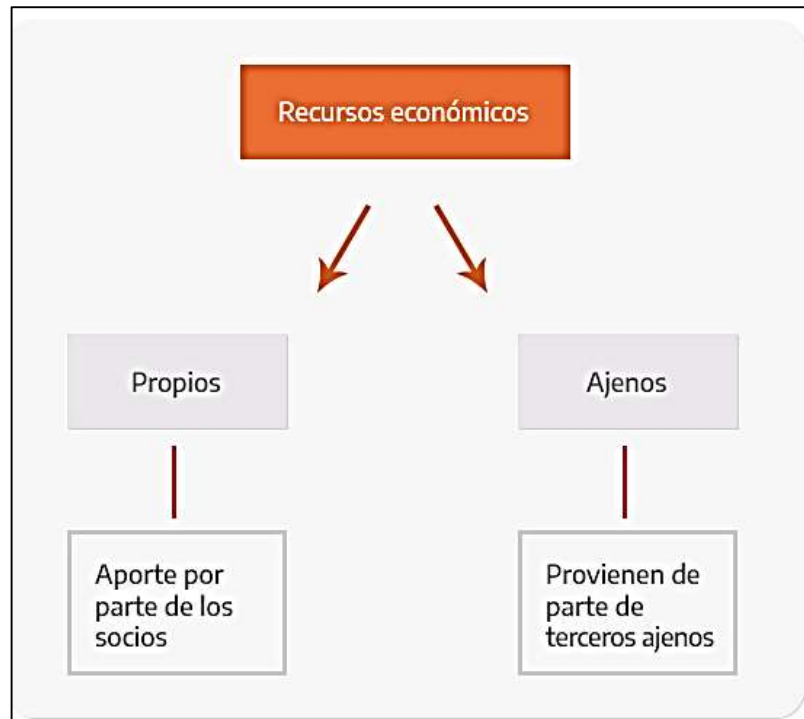 Recursos económicos
Propios
Ajenos
Aporte por
parte de los
socios
Provienen de
parte de
terceros ajenos